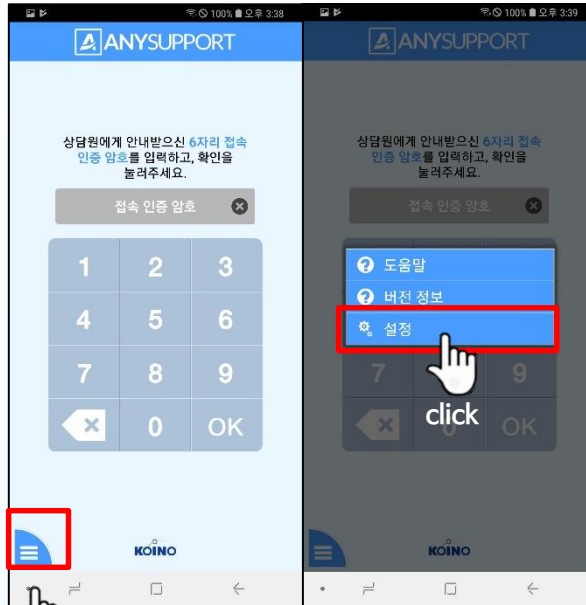 100% 오후 3:38
ANYSUPPORT
상담원에게 안내받으신 6자리 접속
인증 암호를 입력하고, 확인을
눌러주세요.
접속 인증 암호
1 2 3
4 5 6
7 8 9
0 OK
KOINO
100% 오후 3:39
ANYSUPPORT
상담원에게 안내받으신 6자리 접속
인증 암호를 입력하고, 확인을
눌러주세요.
접속 인증 암호
도움말
버전 정보
설정
7 9
click
0 OK
KOINO